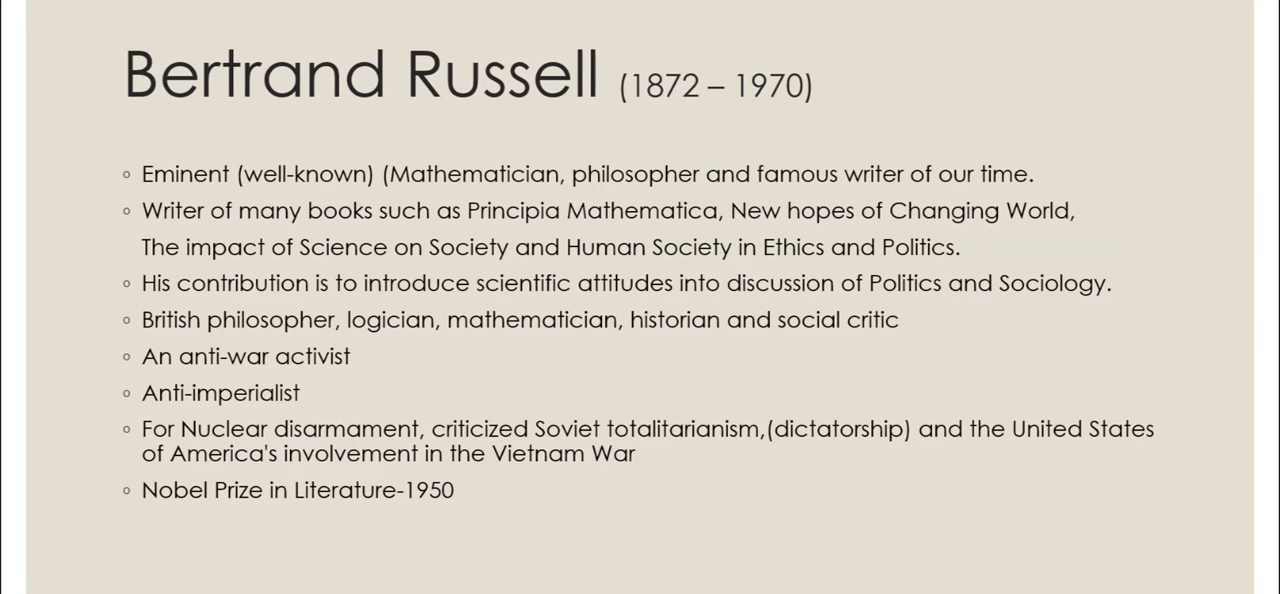 Bertrand Russell (1872 – 1970)
◦ Eminent (well-known) (Mathematician, philosopher and famous writer of our time.
◦ Writer of many books such as Principia Mathematica, New hopes of Changing World,
The impact of Science on Society and Human Society in Ethics and Politics.
◦ His contribution is to introduce scientific attitudes into discussion of Politics and Sociology.
◦ British philosopher, logician, mathematician, historian and social critic
◦ An anti-war activist
◦ Anti-imperialist
◦ For Nuclear disarmament, criticized Soviet totalitarianism,(dictatorship) and the United States
of America's involvement in the Vietnam War
◦ Nobel Prize in Literature-1950